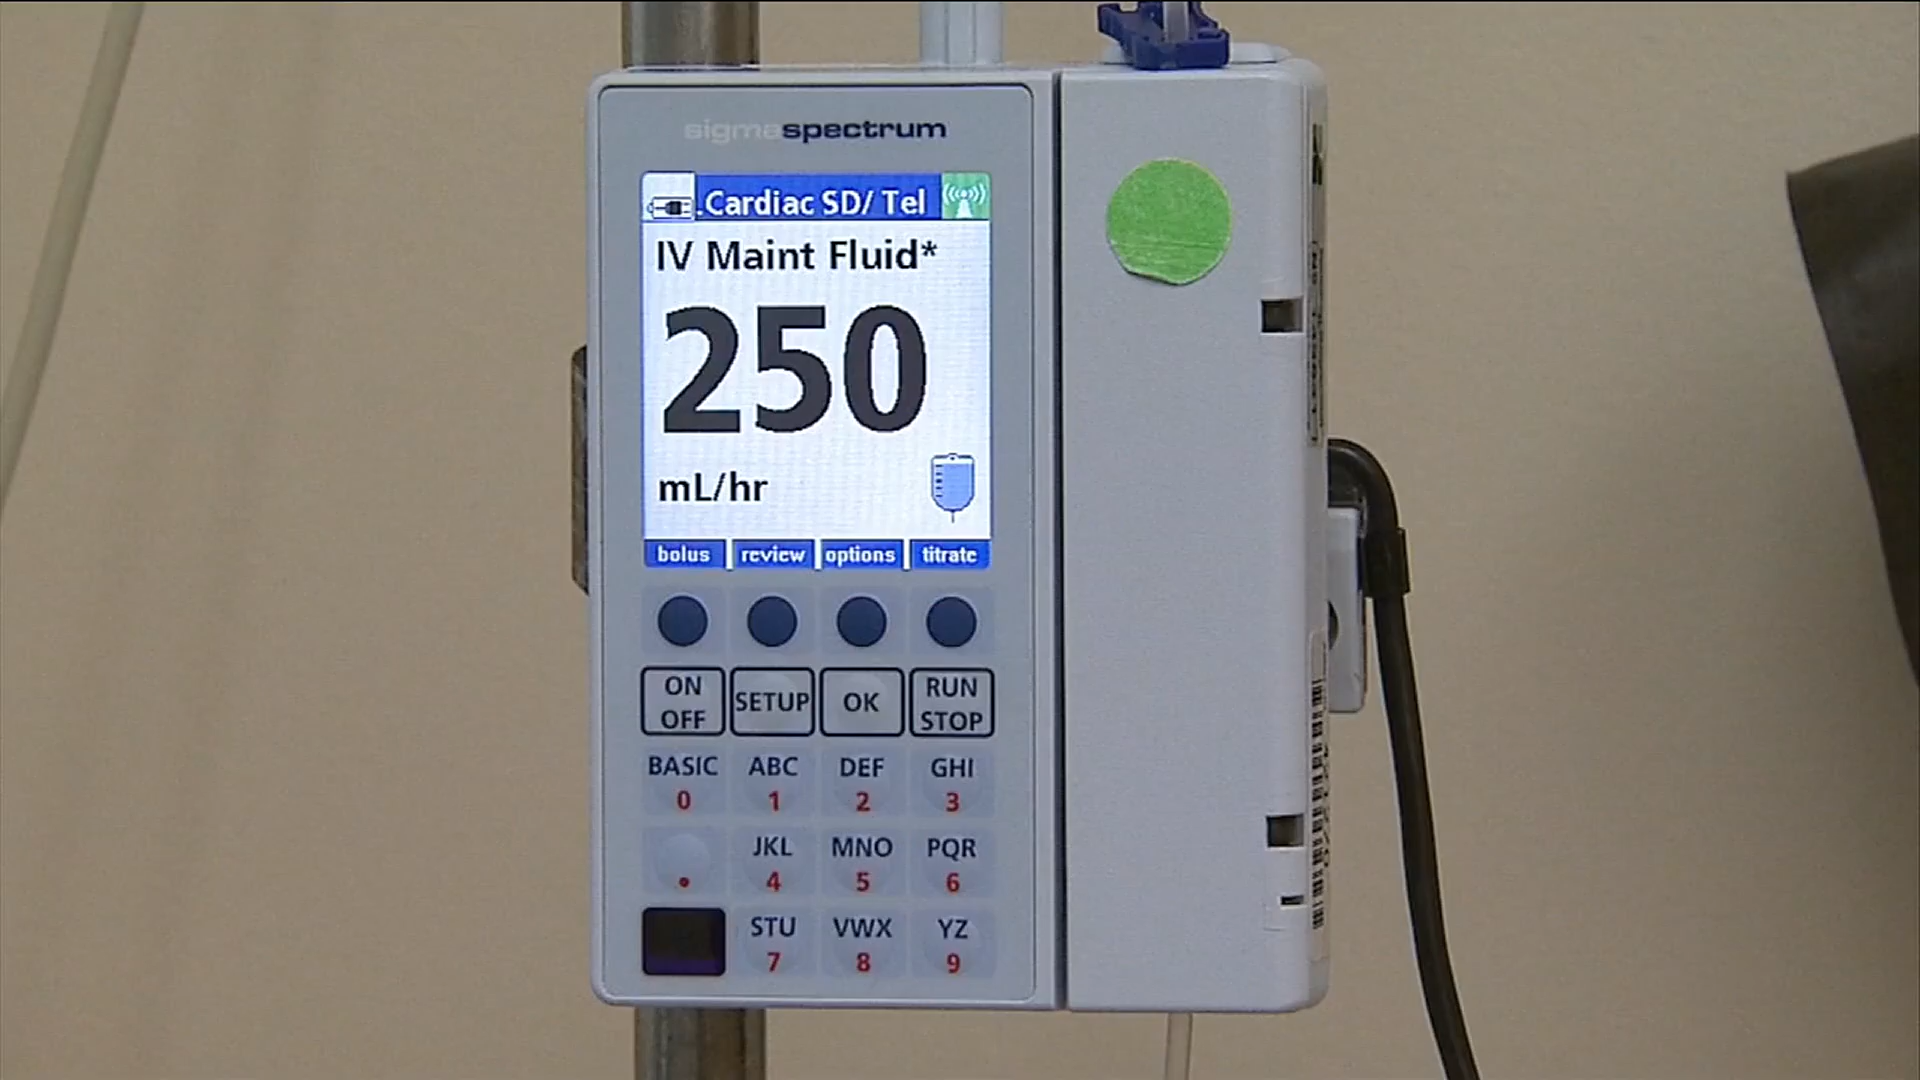 sigmaspectrum
.Cardiac SD/ Tel
IV Maint Fluid*
250
mL/hr
bolus review options titrate
ON OFF
SETUP
OK
RUN STOP
BASIC ABC DEF GHI
0 1 2 3
JKL MNO PQR
. 4 5 6
STU VWX YZ
7 8 9